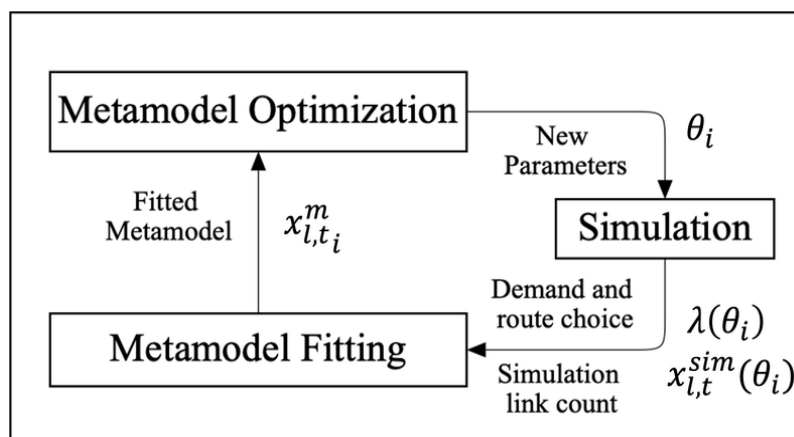 Metamodel Optimization
New
Parameters
θ_i
Fitted
Metamodel
x^m_{l,t_i}
Simulation
Demand and
route choice
λ(θ_i)
Metamodel Fitting
Simulation
link count
x^{sim}_{l,t}(θ_i)